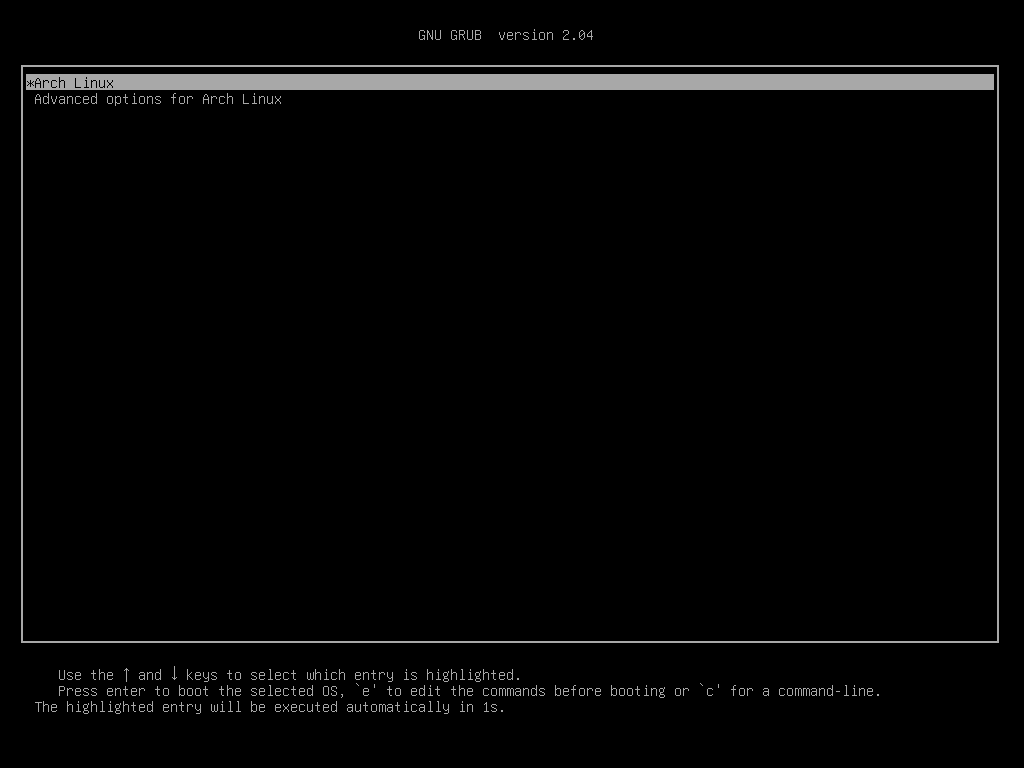 GNU GRUB  version 2.04
*Arch Linux
Advanced options for Arch Linux
Use the ↑ and ↓ keys to select which entry is highlighted.
Press enter to boot the selected OS, `e' to edit the commands before booting or `c' for a command-line.
The highlighted entry will be executed automatically in 1s.